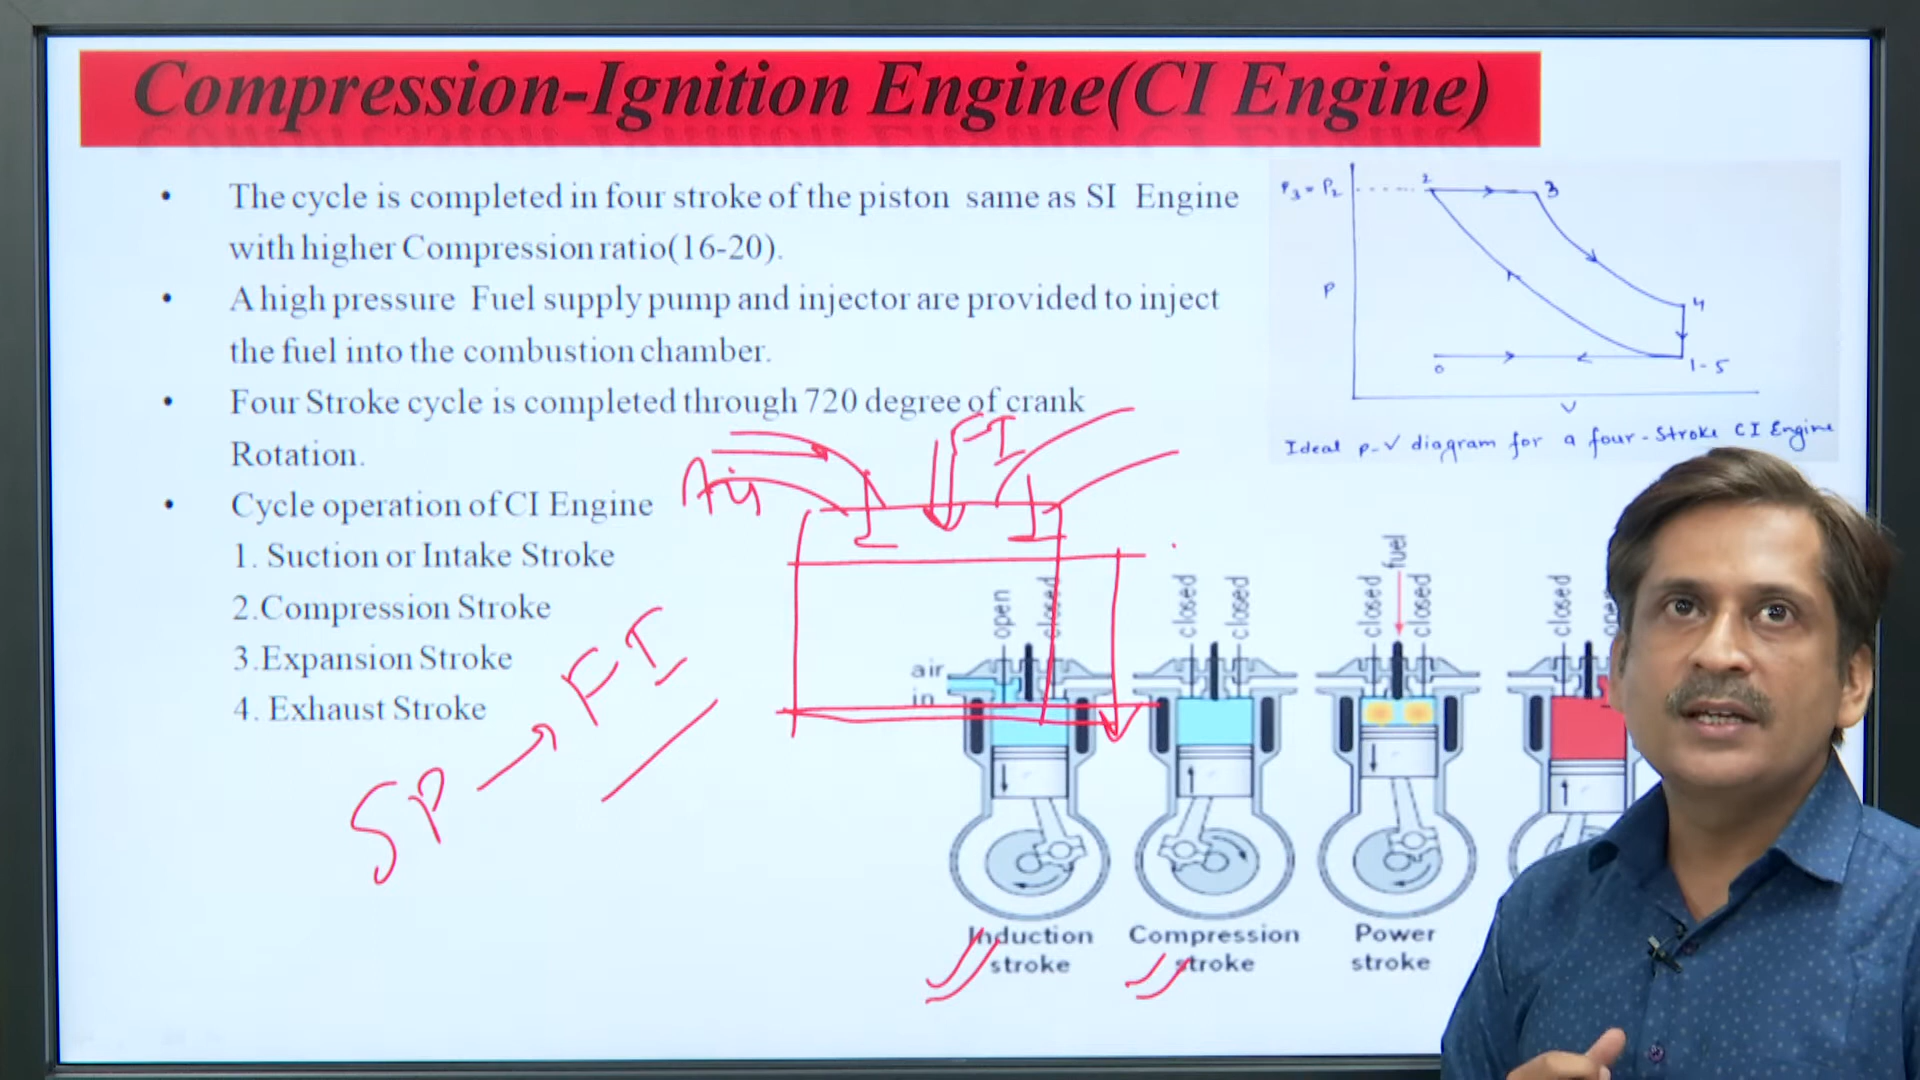 Compression-Ignition Engine(CI Engine)
• The cycle is completed in four stroke of the piston same as SI Engine
with higher Compression ratio(16-20).
• A high pressure Fuel supply pump and injector are provided to inject
the fuel into the combustion chamber.
• Four Stroke cycle is completed through 720 degree of crank
Rotation.
• Cycle operation of CI Engine
1. Suction or Intake Stroke
2.Compression Stroke
3.Expansion Stroke
4. Exhaust Stroke
SP → FI
Air
FI
P₃ = P₂
2
3
P
4
0
1-5
V
Ideal p-V diagram for a four-Stroke CI Engine
open
closed
closed
closed
closed
fuel
closed
closed
air
in
Induction
stroke
Compression
stroke
Power
stroke